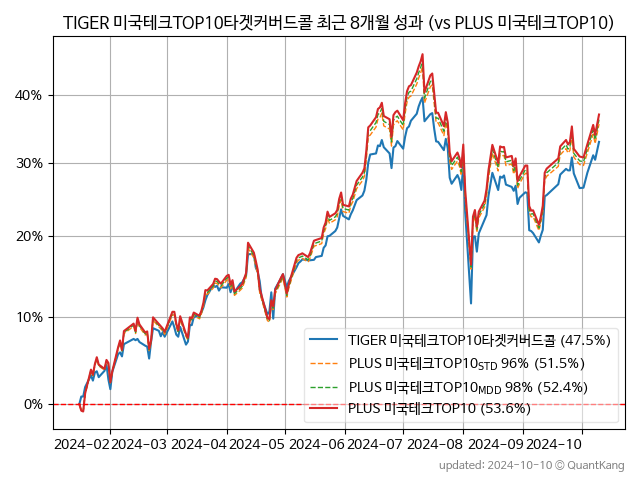 TIGER 미국테크TOP10타겟커버드콜 최근 8개월 성과 (vs PLUS 미국테크TOP10)
40%
30%
20%
10%
0%
TIGER 미국테크TOP10타겟커버드콜 (47.5%)
PLUS 미국테크TOP10STD 96% (51.5%)
PLUS 미국테크TOP10MDD 98% (52.4%)
PLUS 미국테크TOP10 (53.6%)
2024-02 2024-03 2024-04 2024-05 2024-06 2024-07 2024-08 2024-09 2024-10
updated: 2024-10-10 © QuantKang